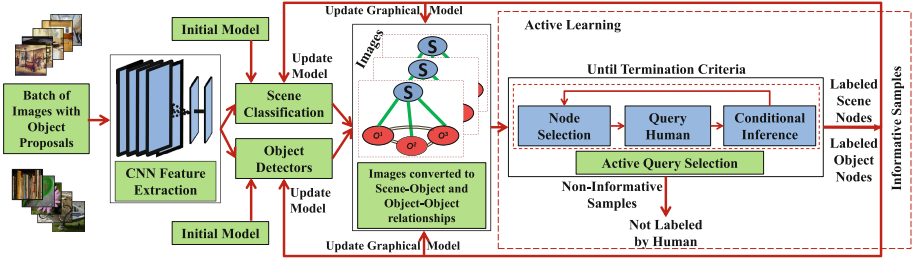 Update Graphical Model
Active Learning
Initial Model
Update
Model
Images
S
S
S
O¹
O²
O³
Batch of
Images with
Object
Proposals
CNN Feature
Extraction
Scene
Classification
Object
Detectors
Update
Model
Initial Model
Images converted to
Scene-Object and
Object-Object
relationships
Update Graphical Model
Until Termination Criteria
Node
Selection
Query
Human
Conditional
Inference
Active Query Selection
Non-Informative
Samples
Not Labeled
by Human
Labeled
Scene
Nodes
Labeled
Object
Nodes
Informative Samples